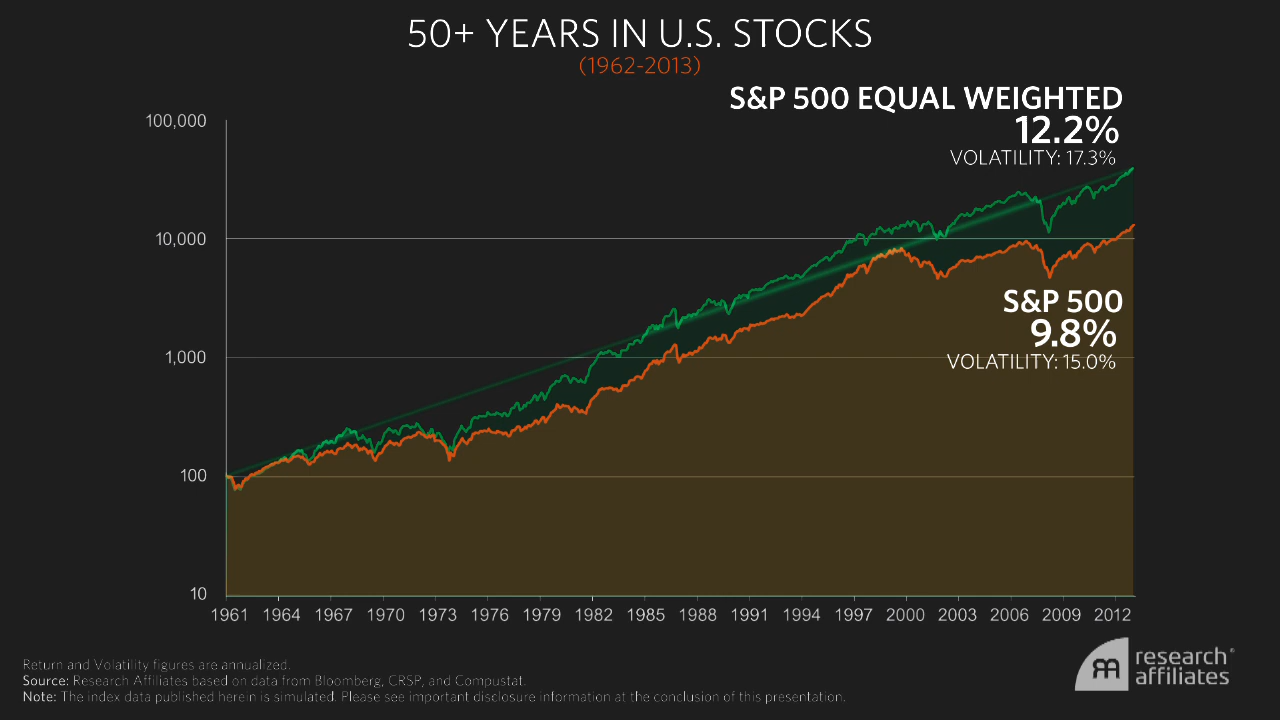 50+ YEARS IN U.S. STOCKS
(1962-2013)
S&P 500 EQUAL WEIGHTED
12.2%
VOLATILITY: 17.3%
100,000
10,000
S&P 500
9.8%
VOLATILITY: 15.0%
1,000
100
10
1961 1964 1967 1970 1973 1976 1979 1982 1985 1988 1991 1994 1997 2000 2003 2006 2009 2012
Return and Volatility figures are annualized.
Source: Research Affiliates based on data from Bloomberg, CRSP, and Compustat.
Note: The index data published herein is simulated. Please see important disclosure information at the conclusion of this presentation.
research
affiliates